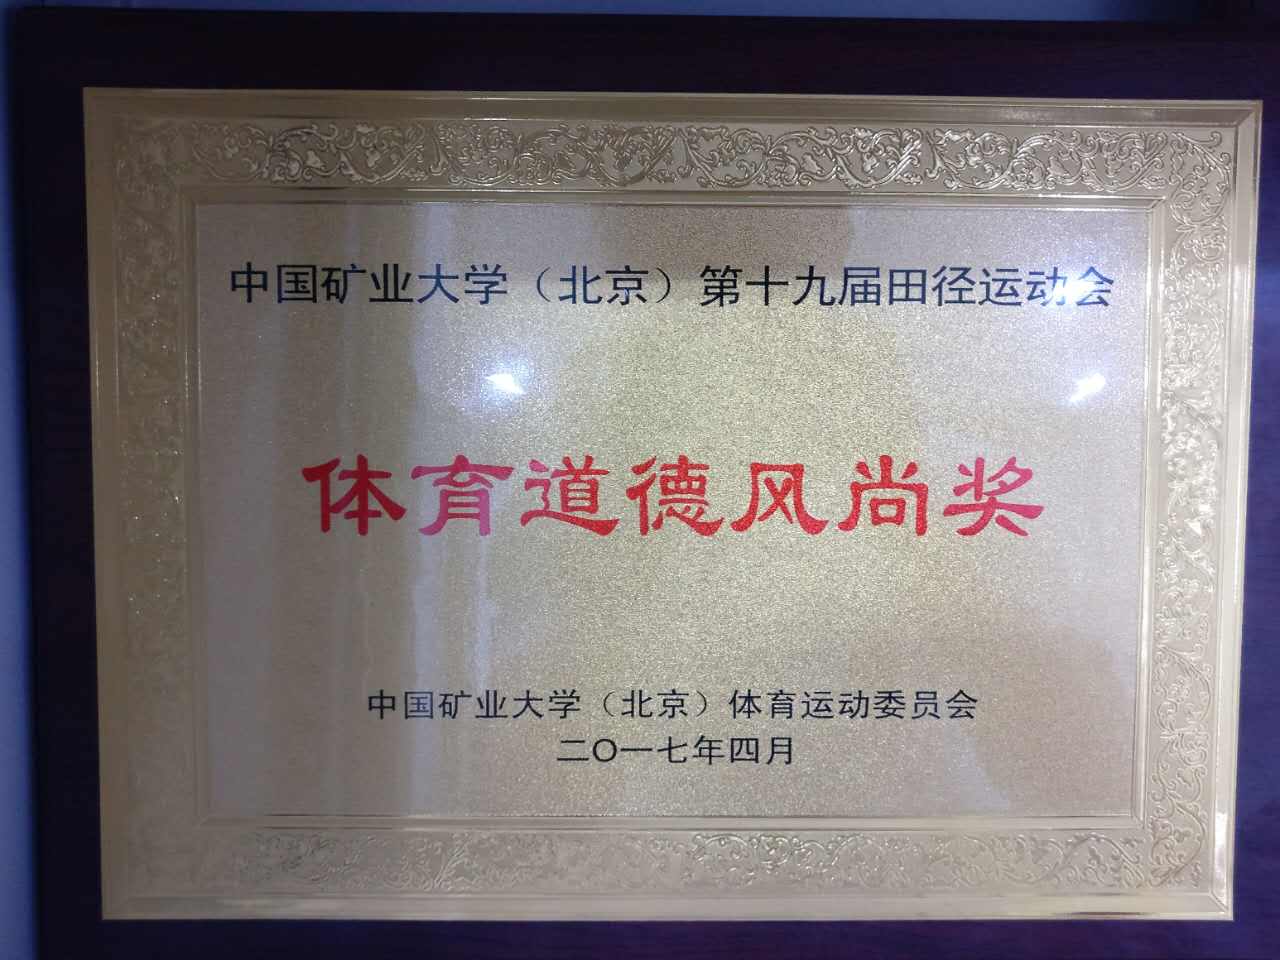 中国矿业大学（北京）第十九届田径运动会
体育道德风尚奖
中国矿业大学（北京）体育运动委员会
二〇一七年四月